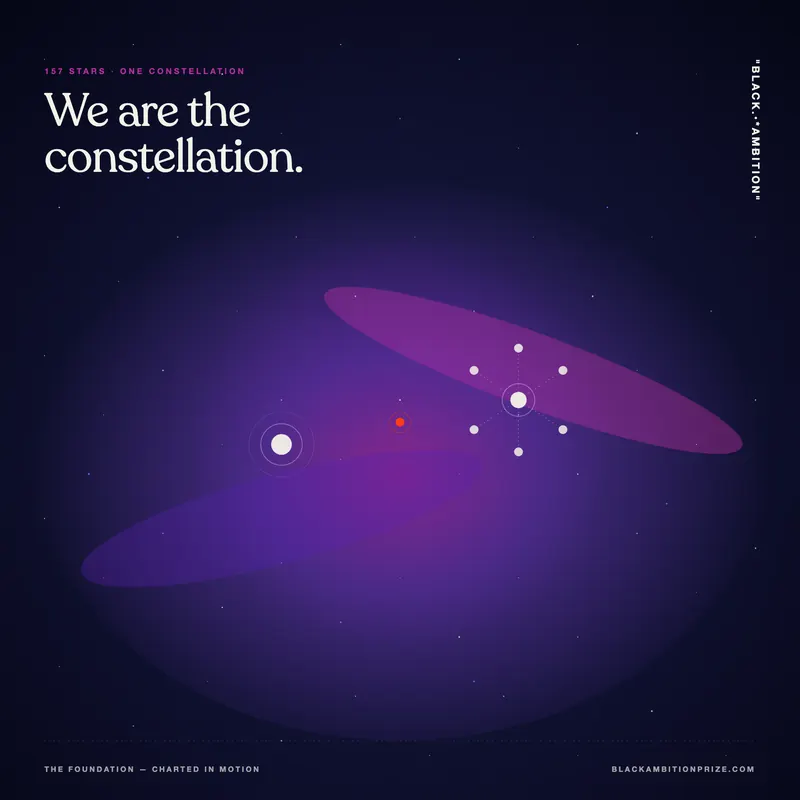 157 STARS · ONE CONSTELLATION
We are the
constellation.
"BLACK.·°AMBITION"
THE FOUNDATION — CHARTED IN MOTION
BLACKAMBITIONPRIZE.COM